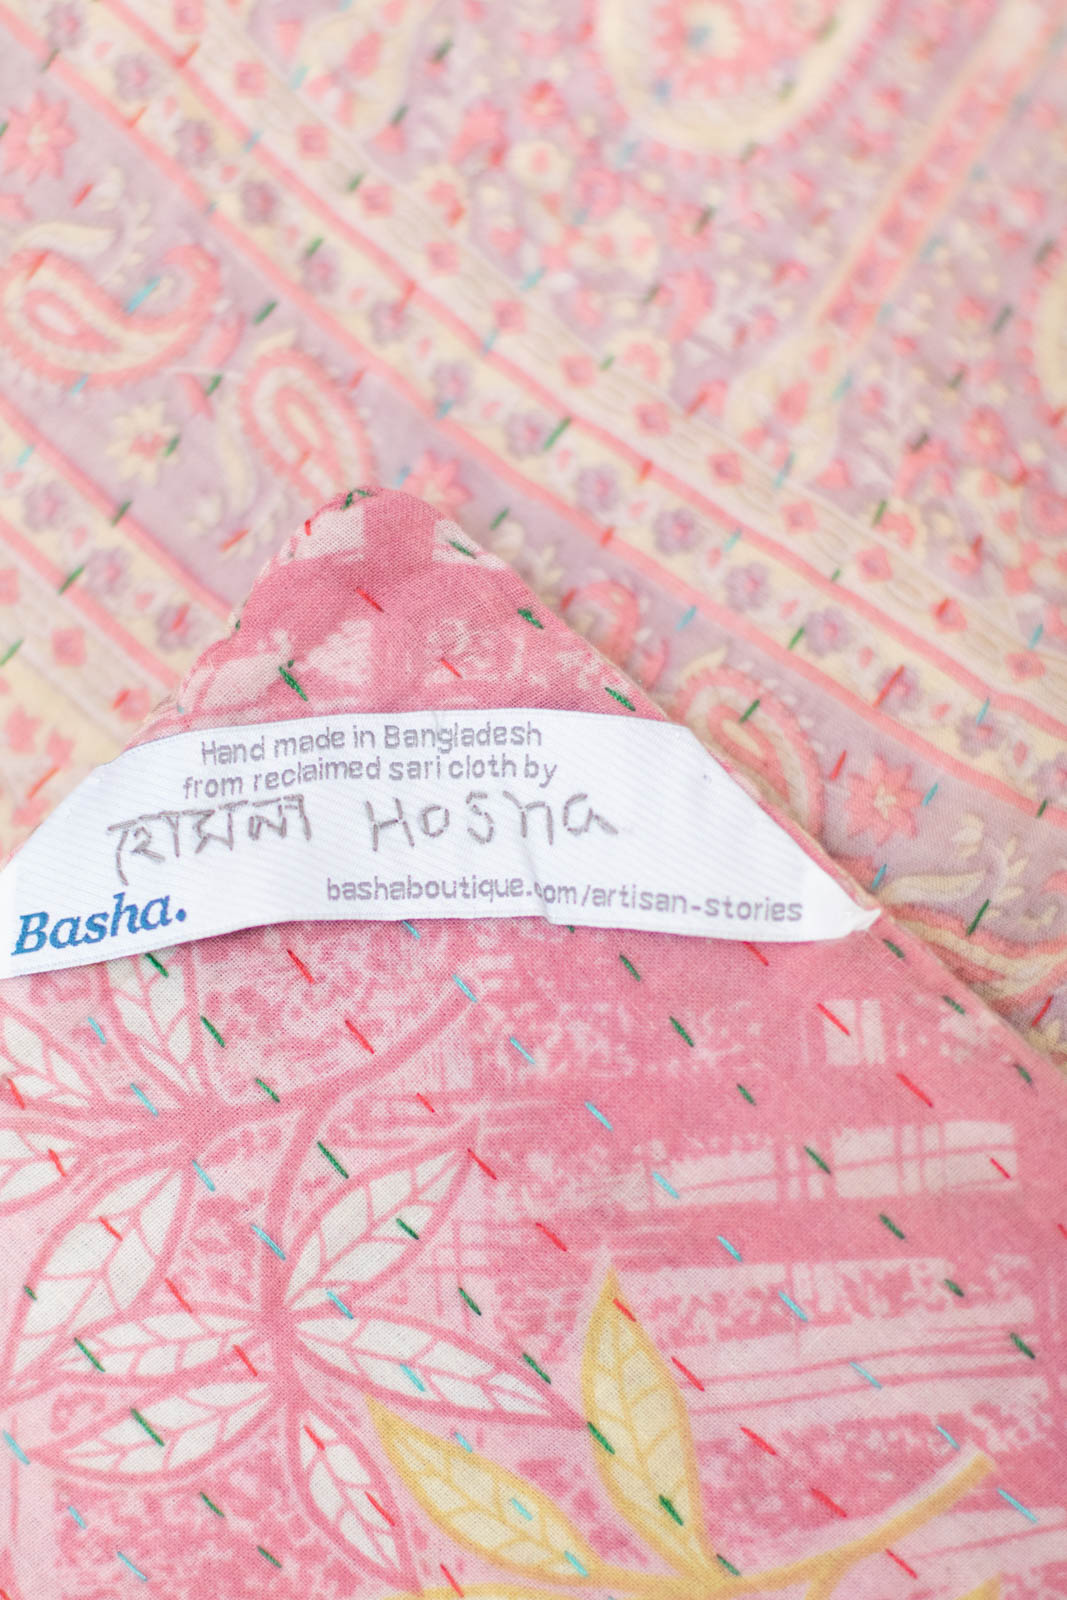 Hand made in Bangladesh
from reclaimed sari cloth by
হোসনা Hosna
Basha.
bashaboutique.com/artisan-stories